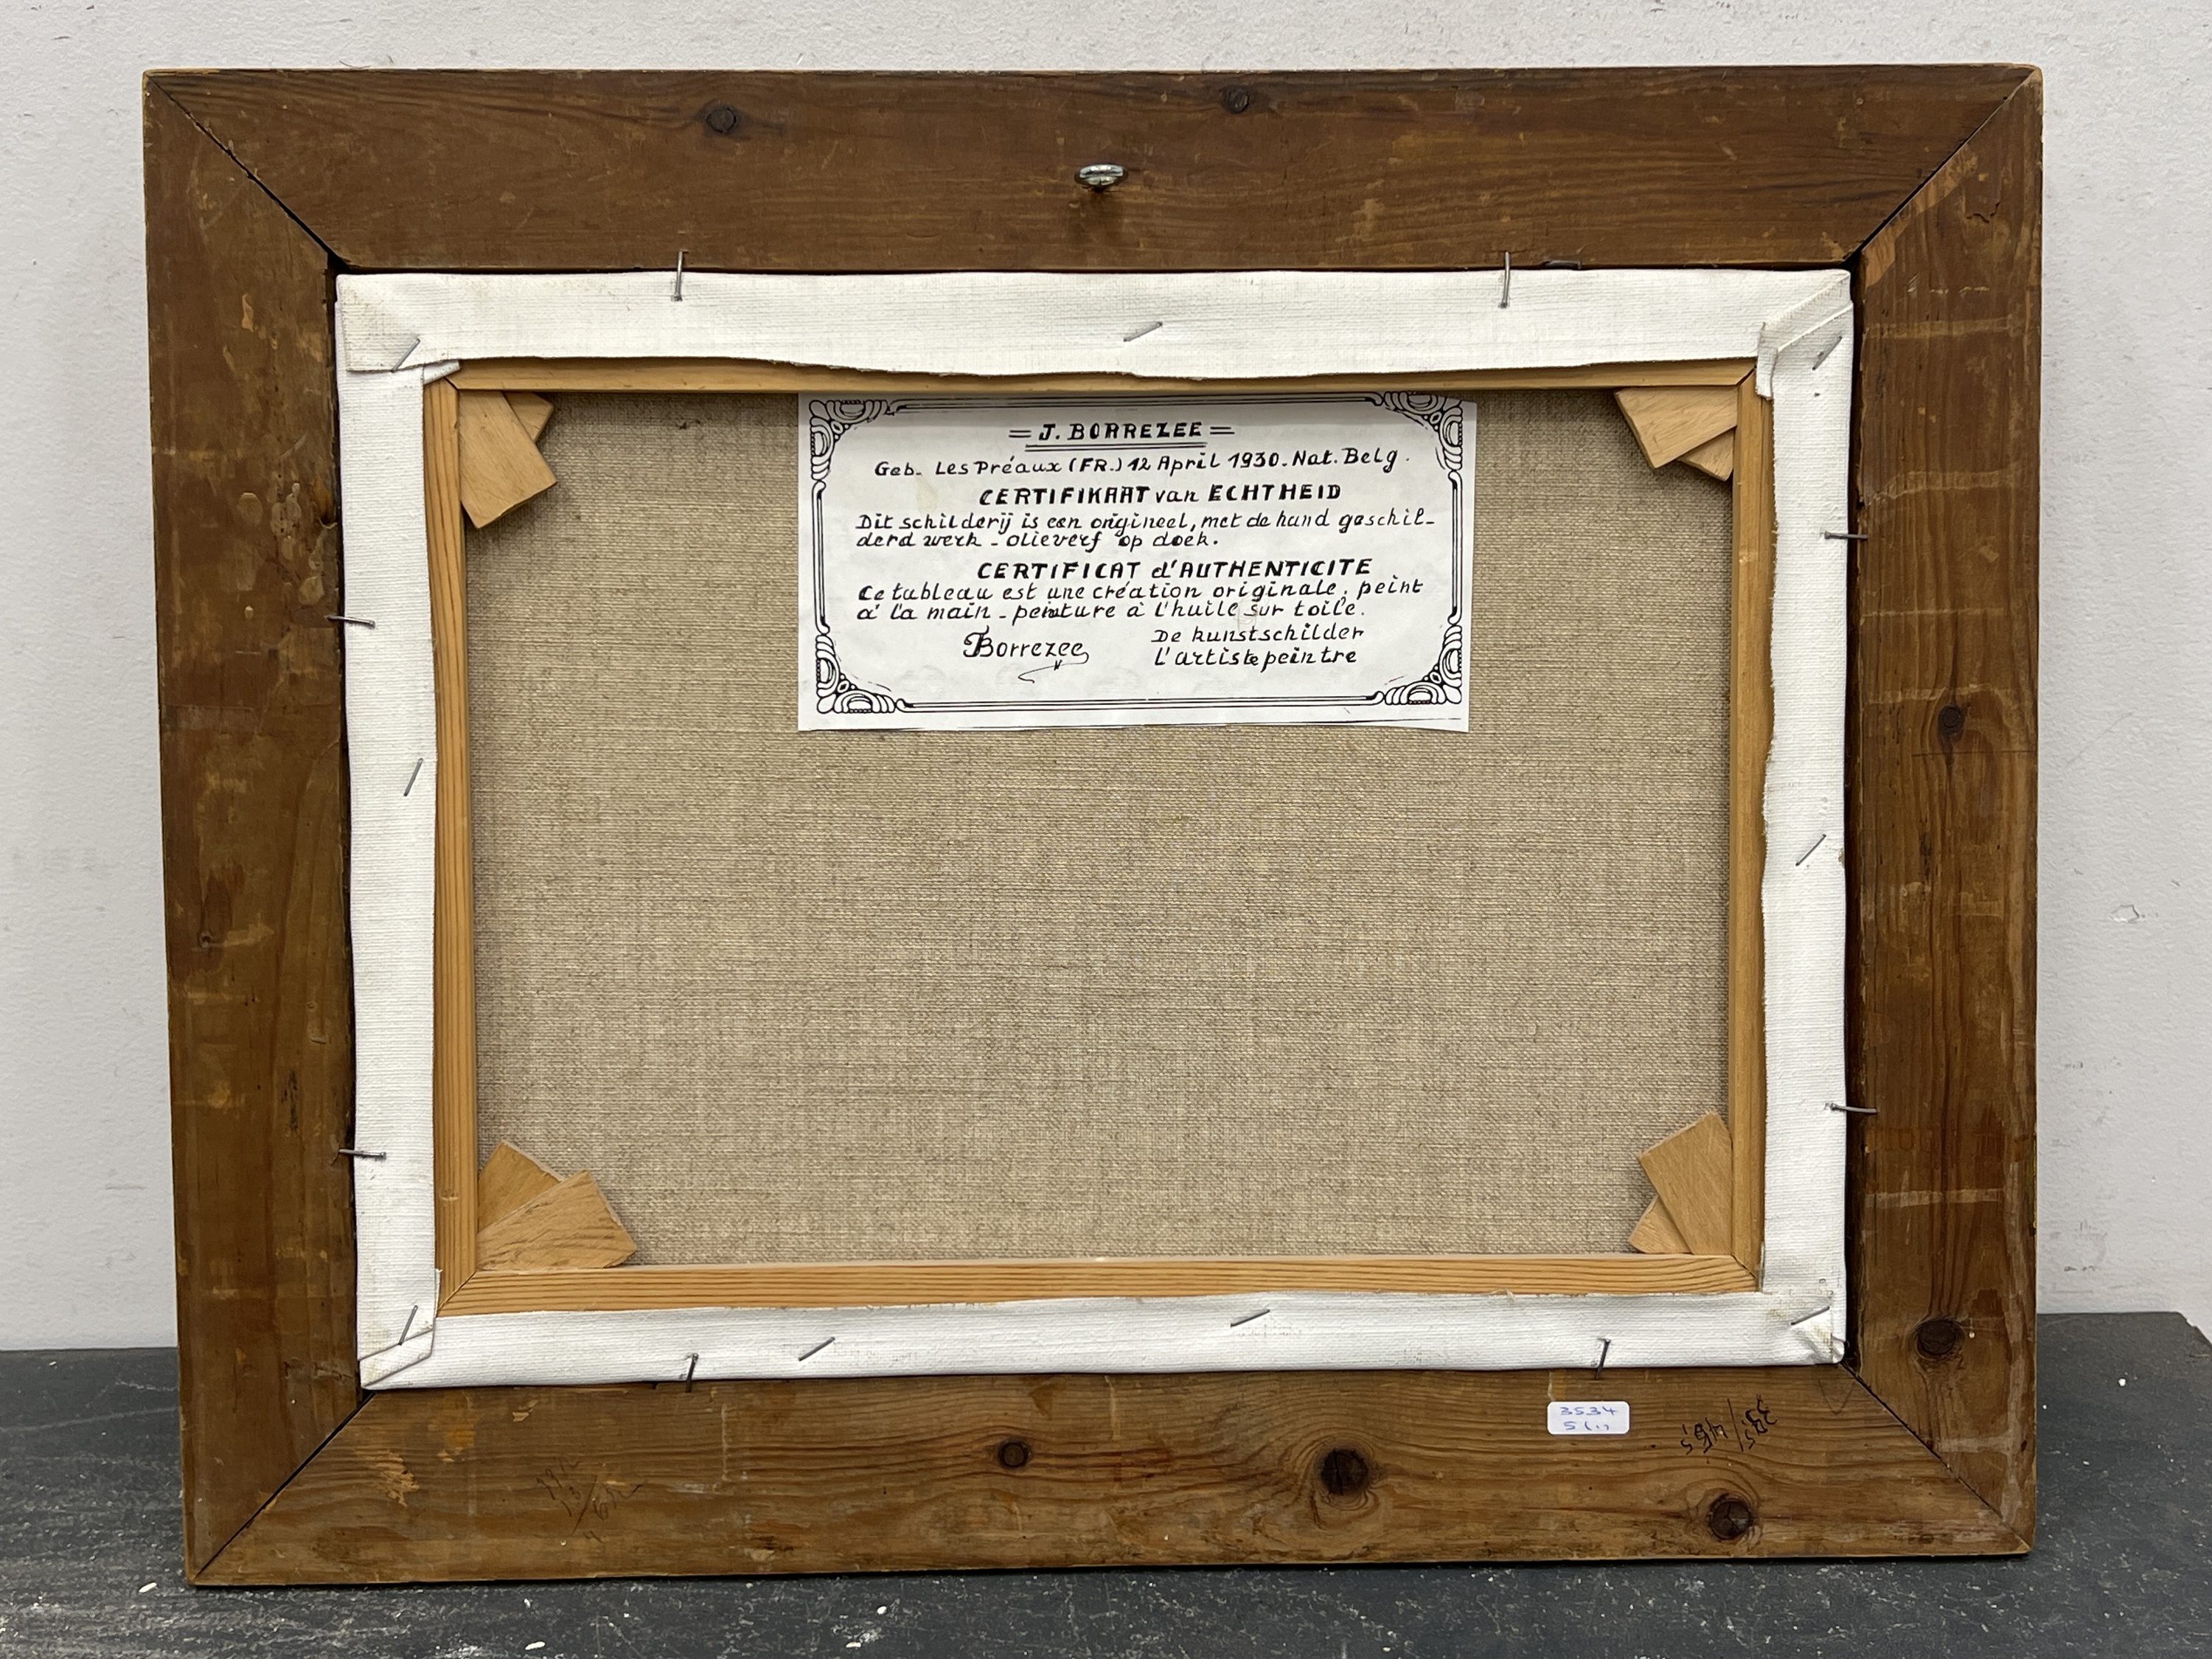 = J. BORREZEE =
Geb. Les Préaux (FR.) 12 April 1930. Nat. Belg.
CERTIFIKAAT van ECHTHEID
Dit schilderij is een origineel, met de hand geschil-
derd werk - olieverf op doek.
CERTIFICAT d'AUTHENTICITE
Ce tableau est une création originale, peint
a' la main - peinture à l'huile sur toile.
Borrezee De kunstschilder
L'artiste peintre
3534